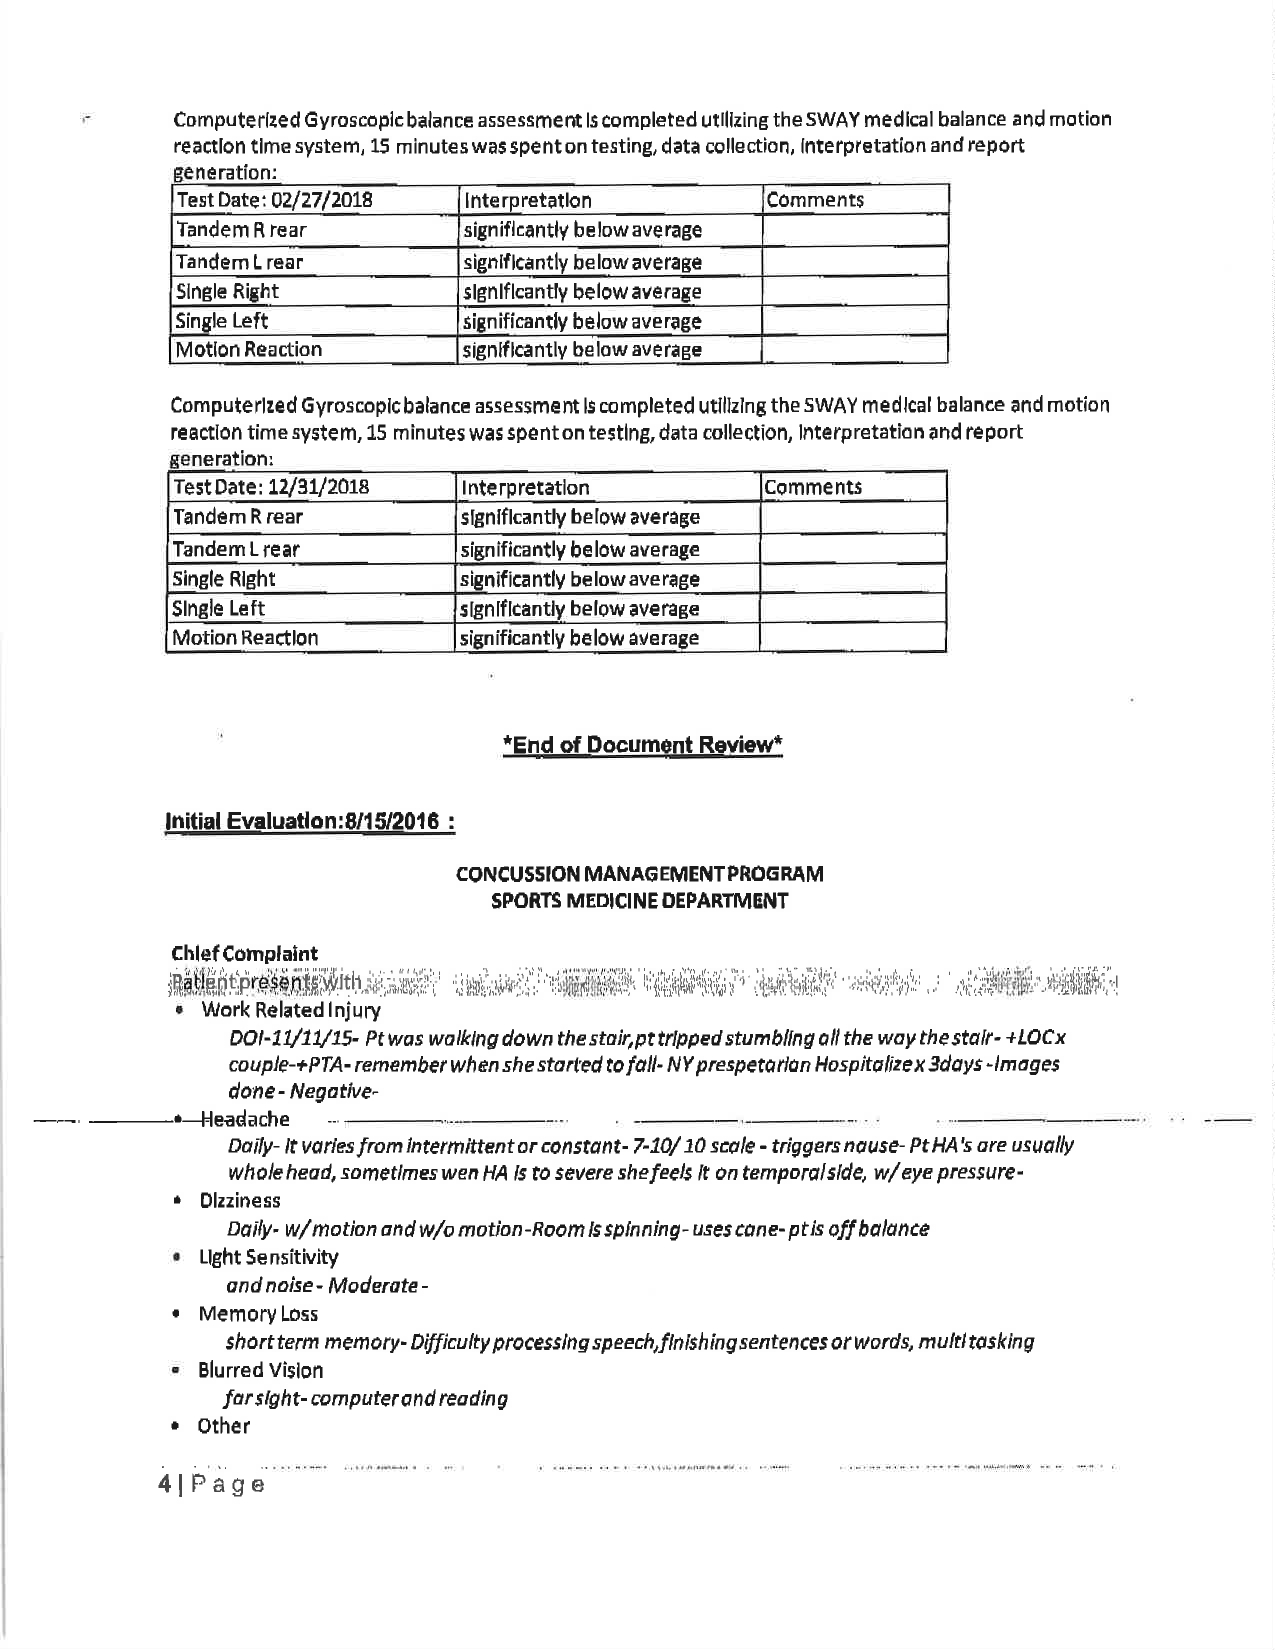 Computerized Gyroscopic balance assessment is completed utilizing the SWAY medical balance and motion
reaction time system, 15 minutes was spent on testing, data collection, interpretation and report
generation:
Test Date: 02/27/2018 Interpretation Comments
Tandem R rear significantly below average
Tandem L rear significantly below average
Single Right significantly below average
Single Left significantly below average
Motion Reaction significantly below average
Computerized Gyroscopic balance assessment is completed utilizing the SWAY medical balance and motion
reaction time system, 15 minutes was spent on testing, data collection, interpretation and report
generation:
Test Date: 12/31/2018 Interpretation Comments
Tandem R rear significantly below average
Tandem L rear significantly below average
Single Right significantly below average
Single Left significantly below average
Motion Reaction significantly below average
*End of Document Review*
Initial Evaluation:8/15/2016 :
CONCUSSION MANAGEMENT PROGRAM
SPORTS MEDICINE DEPARTMENT
Chief Complaint
Patient presents with
• Work Related Injury
DOI-11/11/15- Pt was walking down the stair,pt tripped stumbling all the way the stair- +LOC x
couple-+PTA- remember when she started to fall- NY prespetarian Hospitalize x 3days -Images
done - Negative-
• Headache
Daily- It varies from intermittent or constant- 7-10/ 10 scale - triggers nause- Pt HA's are usually
whole head, sometimes wen HA is to severe she feels it on temporal side, w/ eye pressure-
• Dizziness
Daily- w/ motion and w/o motion-Room is spinning- uses cane- pt is off balance
• Light Sensitivity
and noise - Moderate -
• Memory Loss
short term memory- Difficulty processing speech,finishing sentences or words, multi tasking
• Blurred Vision
far sight- computer and reading
• Other
4 | Page